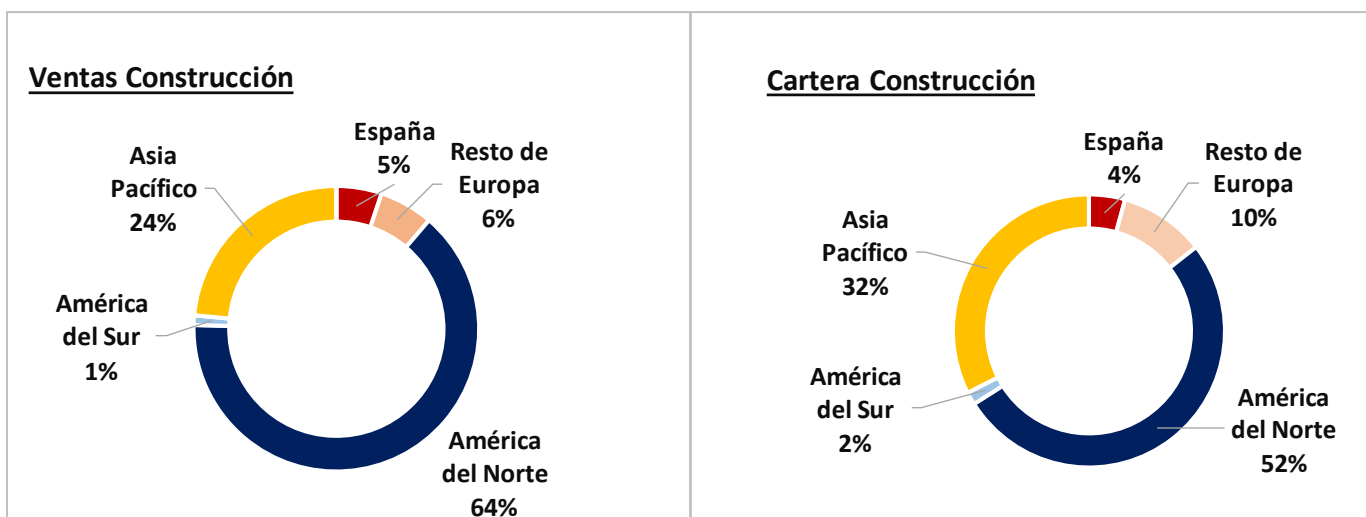 Ventas Construcción
España
5%
Resto de
Europa
6%
Asia
Pacífico
24%
América
del Sur
1%
América
del Norte
64%
Cartera Construcción
España
4%
Resto de
Europa
10%
Asia
Pacífico
32%
América
del Sur
2%
América
del Norte
52%